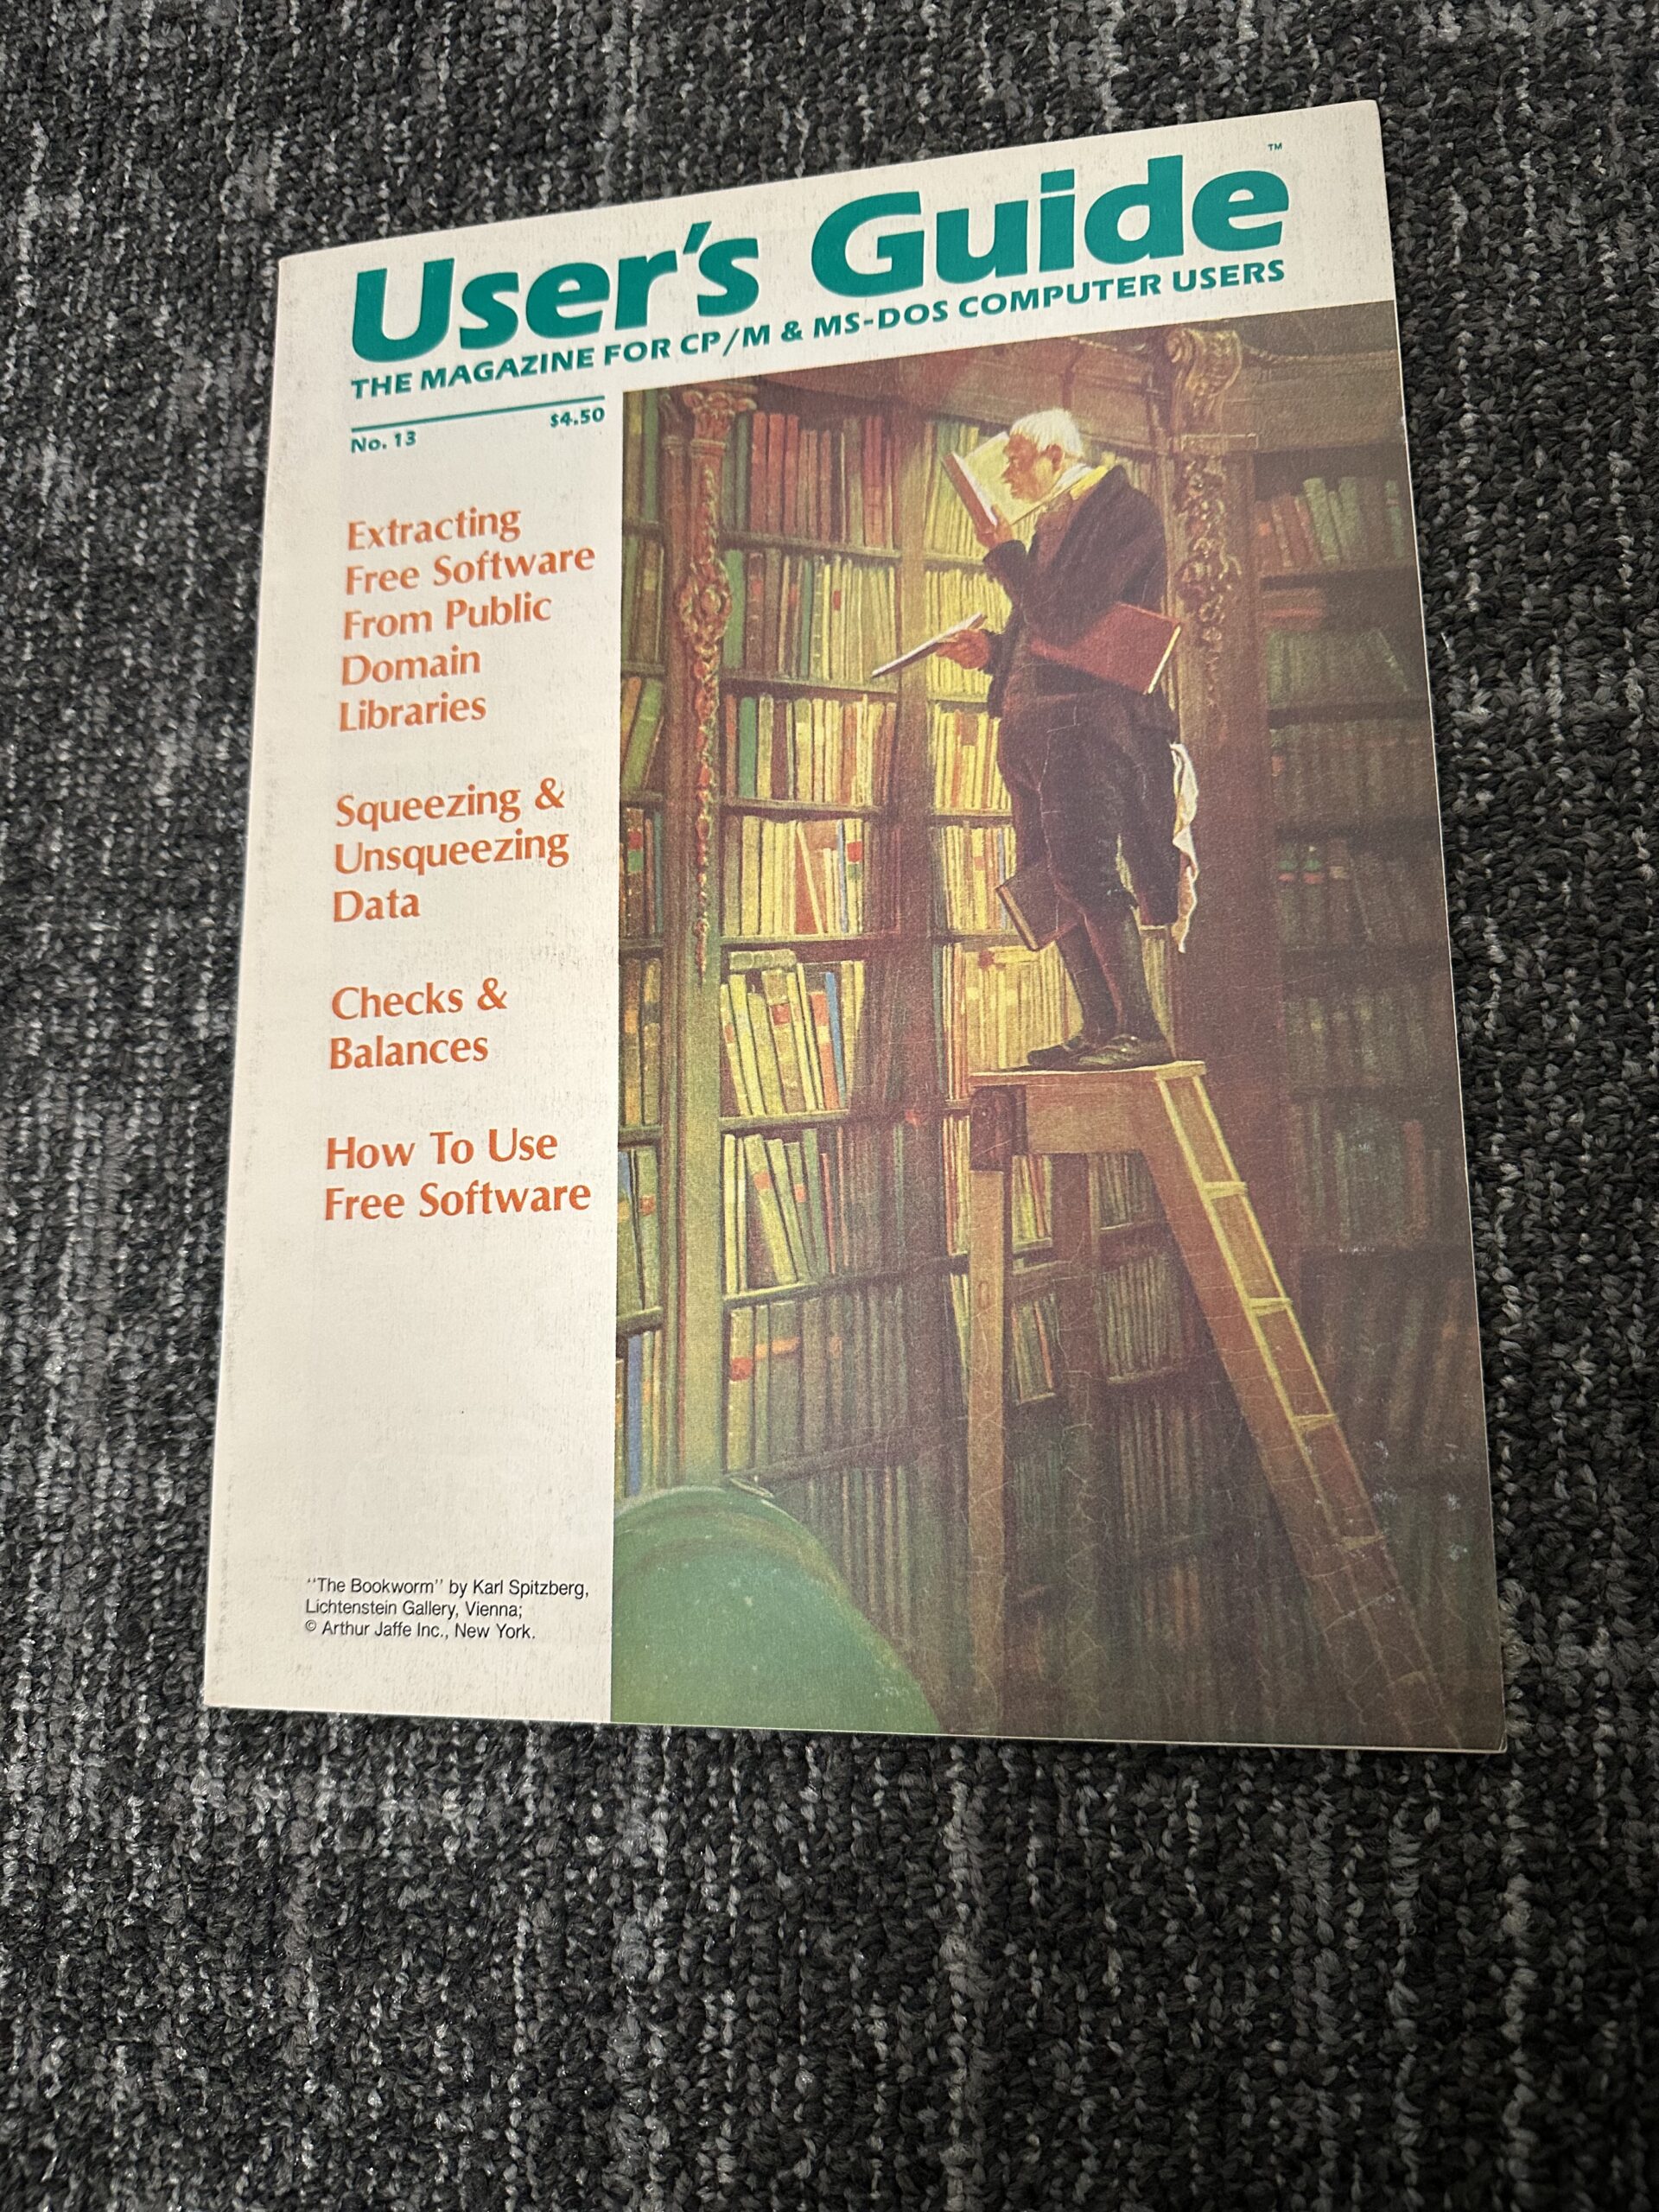 User's Guide™
THE MAGAZINE FOR CP/M & MS-DOS COMPUTER USERS
No. 13 $4.50
Extracting
Free Software
From Public
Domain
Libraries
Squeezing &
Unsqueezing
Data
Checks &
Balances
How To Use
Free Software
"The Bookworm" by Karl Spitzberg,
Lichtenstein Gallery, Vienna;
© Arthur Jaffe Inc., New York.